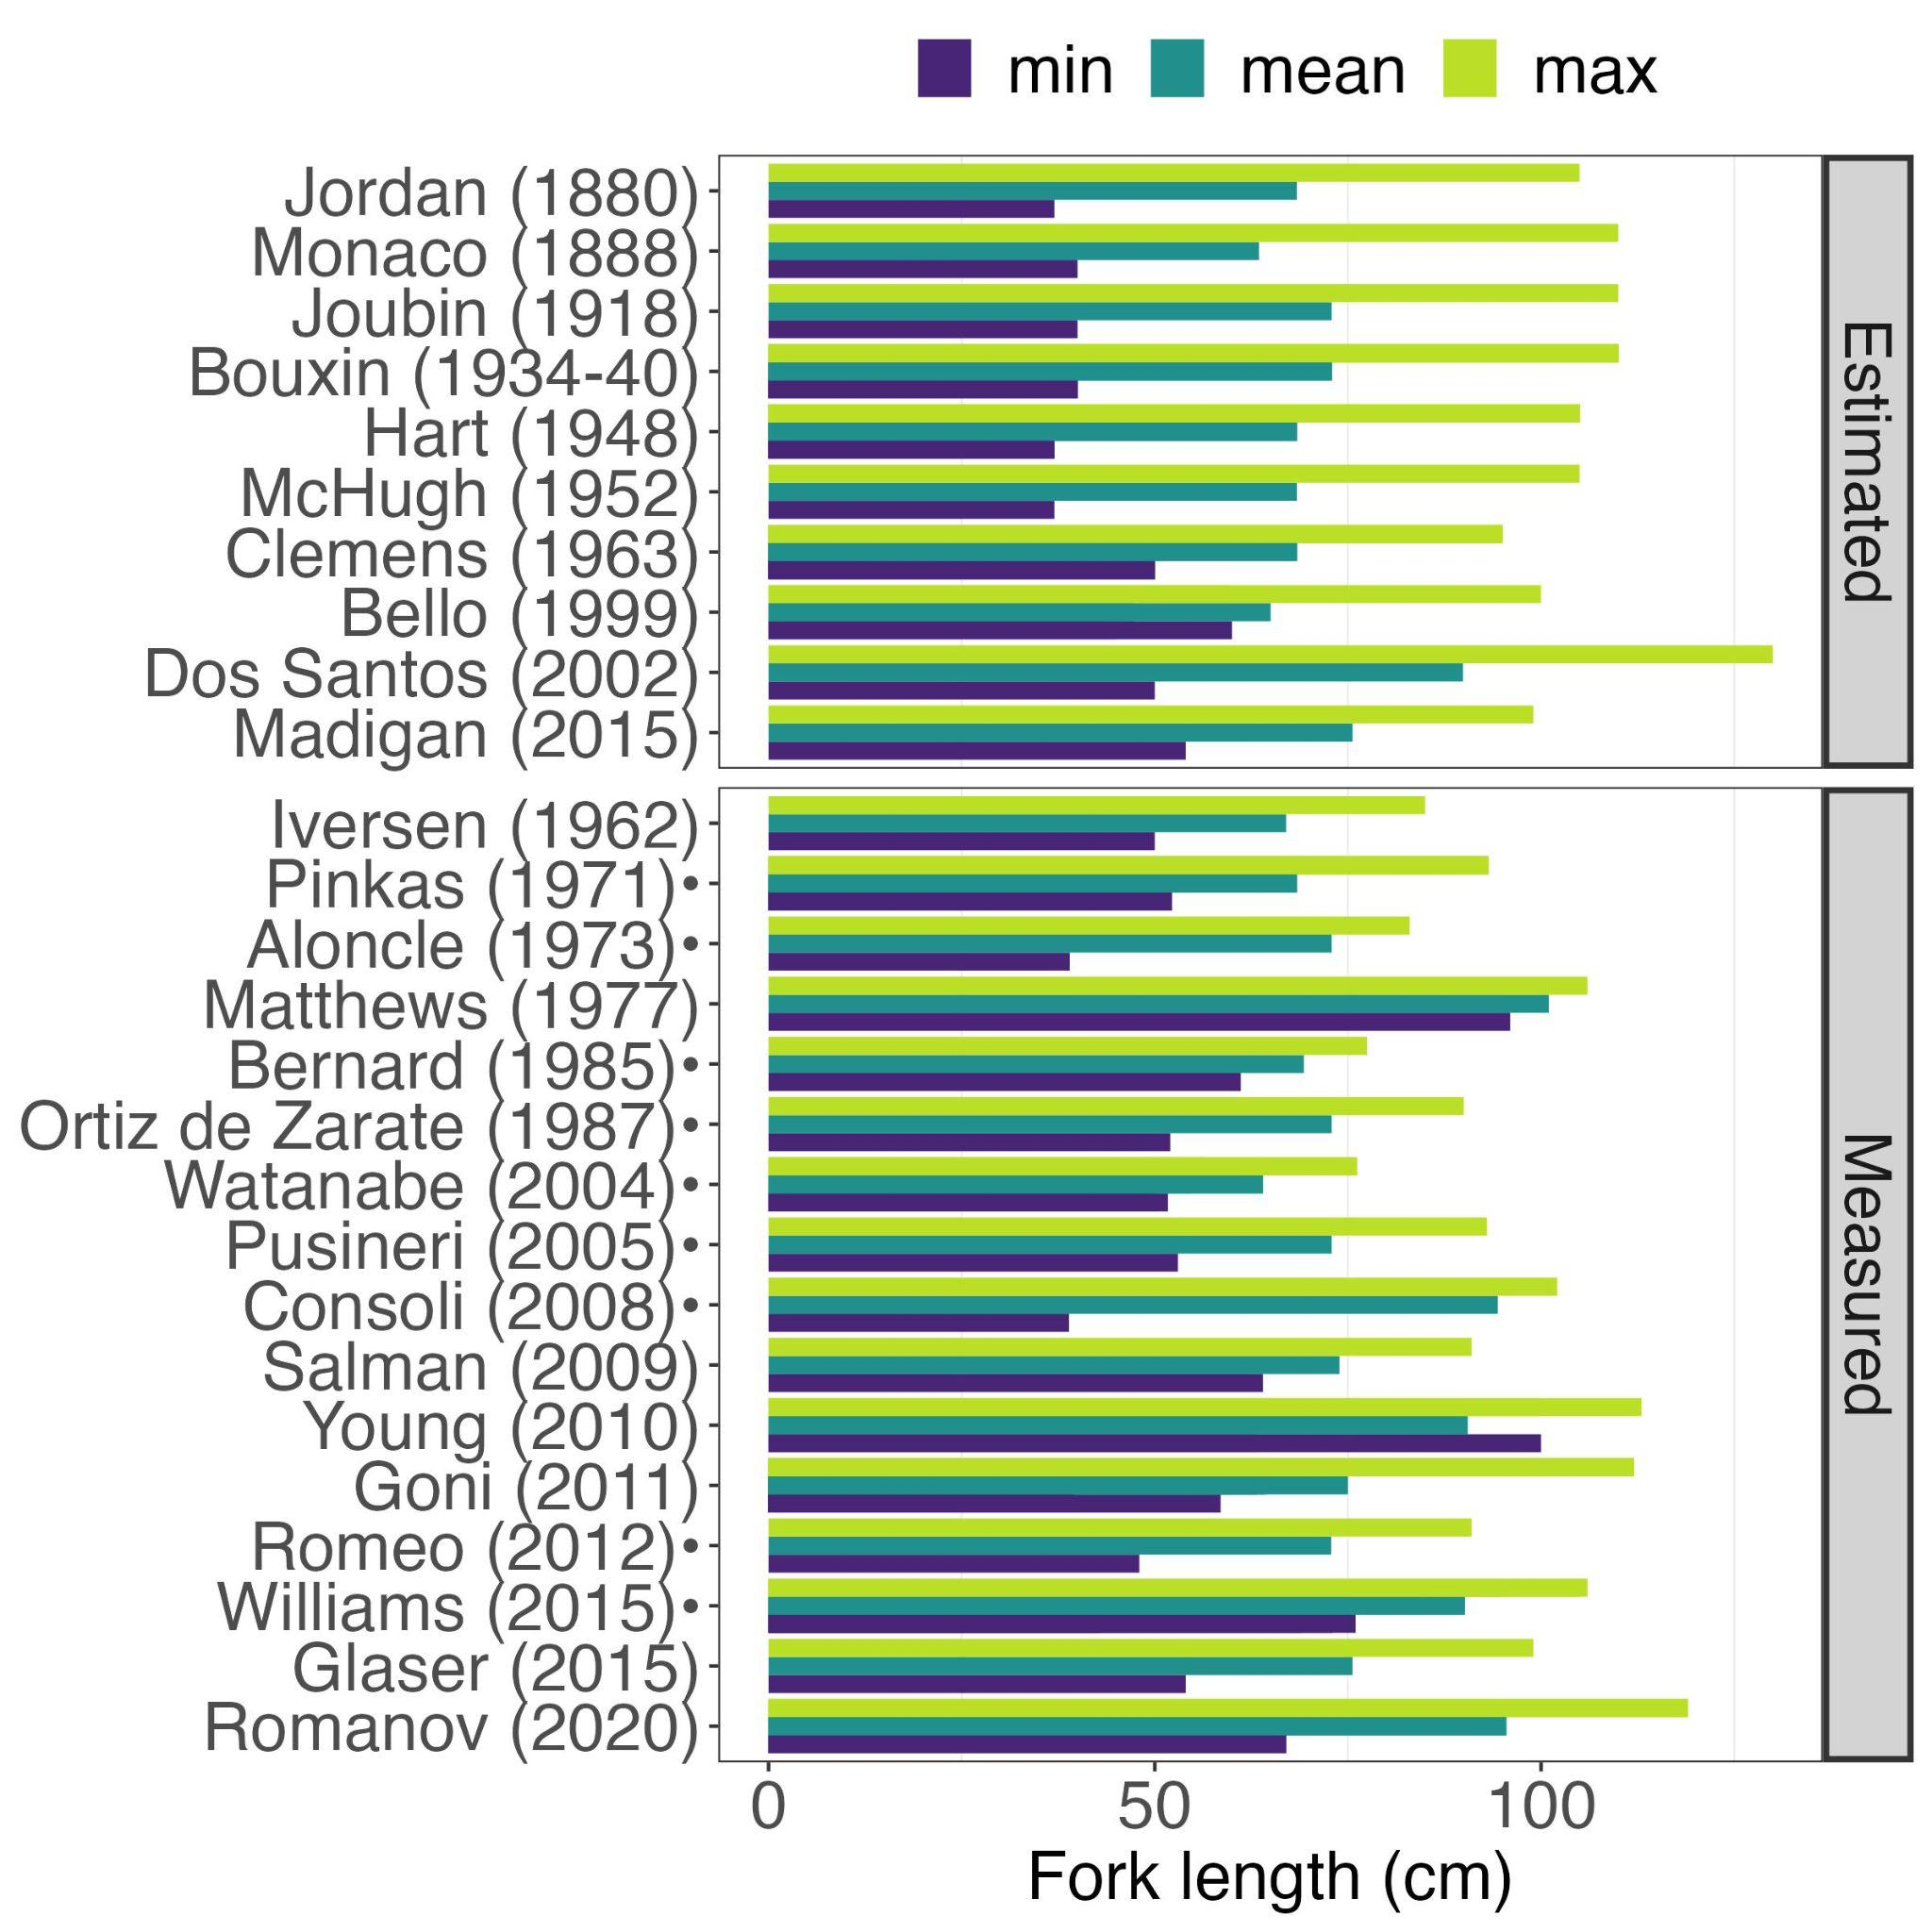 min mean max
Jordan (1880)
Monaco (1888)
Joubin (1918)
Bouxin (1934-40)
Hart (1948)
McHugh (1952)
Clemens (1963)
Bello (1999)
Dos Santos (2002)
Madigan (2015)
Estimated
Iversen (1962)
Pinkas (1971)•
Aloncle (1973)•
Matthews (1977)
Bernard (1985)•
Ortiz de Zarate (1987)•
Watanabe (2004)•
Pusineri (2005)•
Consoli (2008)•
Salman (2009)
Young (2010)
Goni (2011)
Romeo (2012)•
Williams (2015)•
Glaser (2015)
Romanov (2020)
Measured
0 50 100
Fork length (cm)